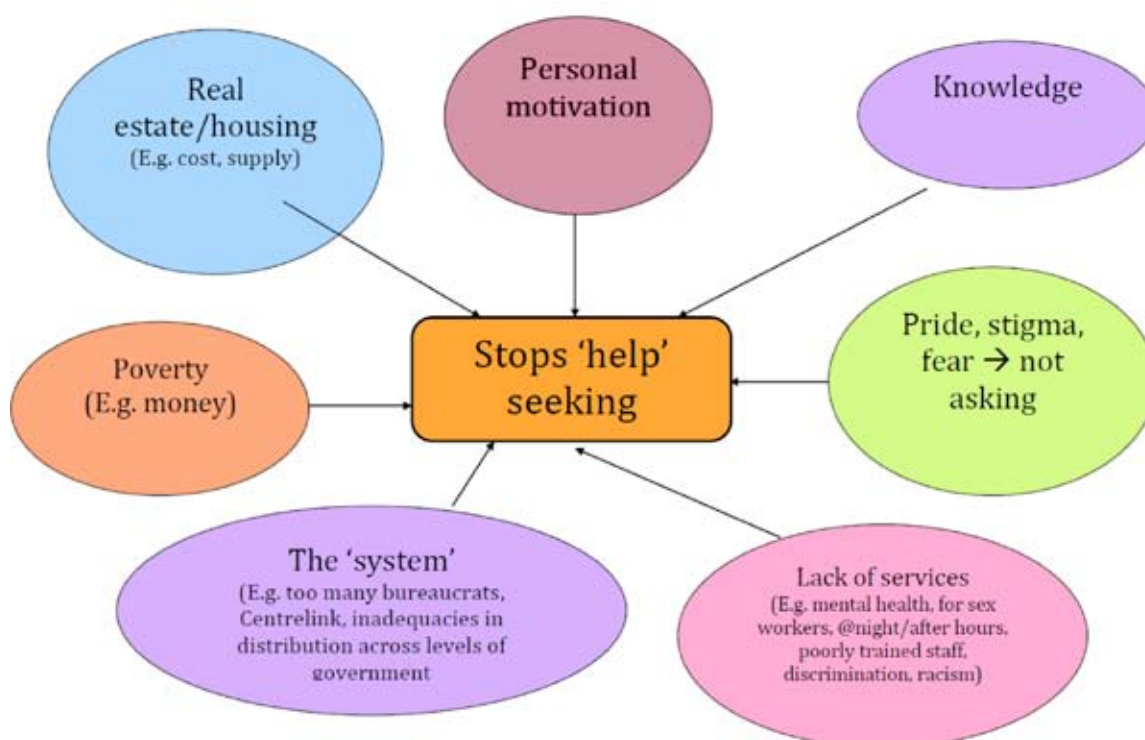 Real
estate/housing
(E.g. cost, supply)
Personal
motivation
Knowledge
Poverty
(E.g. money)
Stops ‘help’
seeking
Pride, stigma,
fear → not
asking
The ‘system’
(E.g. too many bureaucrats,
Centrelink, inadequacies in
distribution across levels of
government
Lack of services
(E.g. mental health, for sex
workers, @night/after hours,
poorly trained staff,
discrimination, racism)